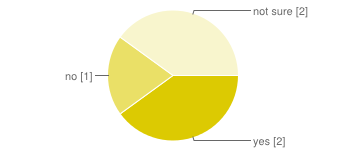 not sure [2]
no [1]
yes [2]